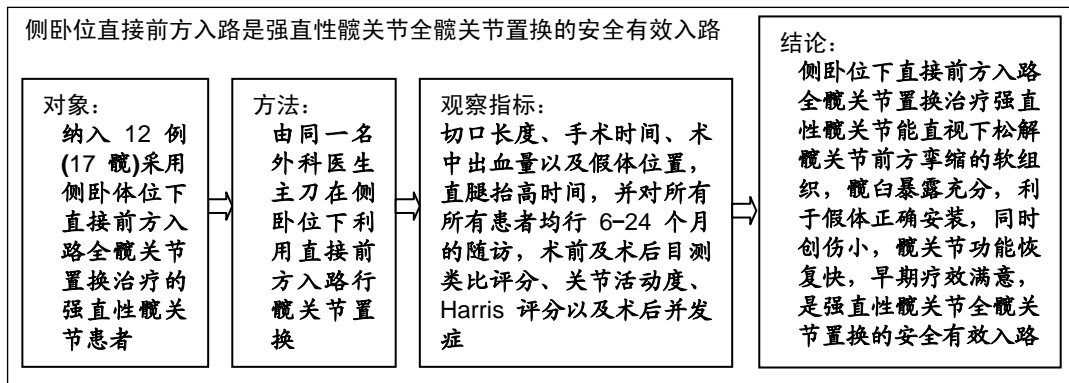 侧卧位直接前方入路是强直性髋关节全髋关节置换的安全有效入路
对象：
纳入 12 例
(17 髋)采用
侧卧体位下
直接前方入
路全髋关节
置换治疗的
强直性髋关
节患者
方法：
由同一名
外科医生
主刀在侧
卧位下利
用直接前
方入路行
髋关节置
换
观察指标：
切口长度、手术时间、术
中出血量以及假体位置，
直腿抬高时间，并对所有
所有患者均行 6−24 个月
的随访，术前及术后目测
类比评分、关节活动度、
Harris 评分以及术后并发
症
结论：
侧卧位下直接前方入路
全髋关节置换治疗强直
性髋关节能直视下松解
髋关节前方挛缩的软组
织，髋臼暴露充分，利
于假体正确安装，同时
创伤小，髋关节功能恢
复快，早期疗效满意，
是强直性髋关节全髋关
节置换的安全有效入路